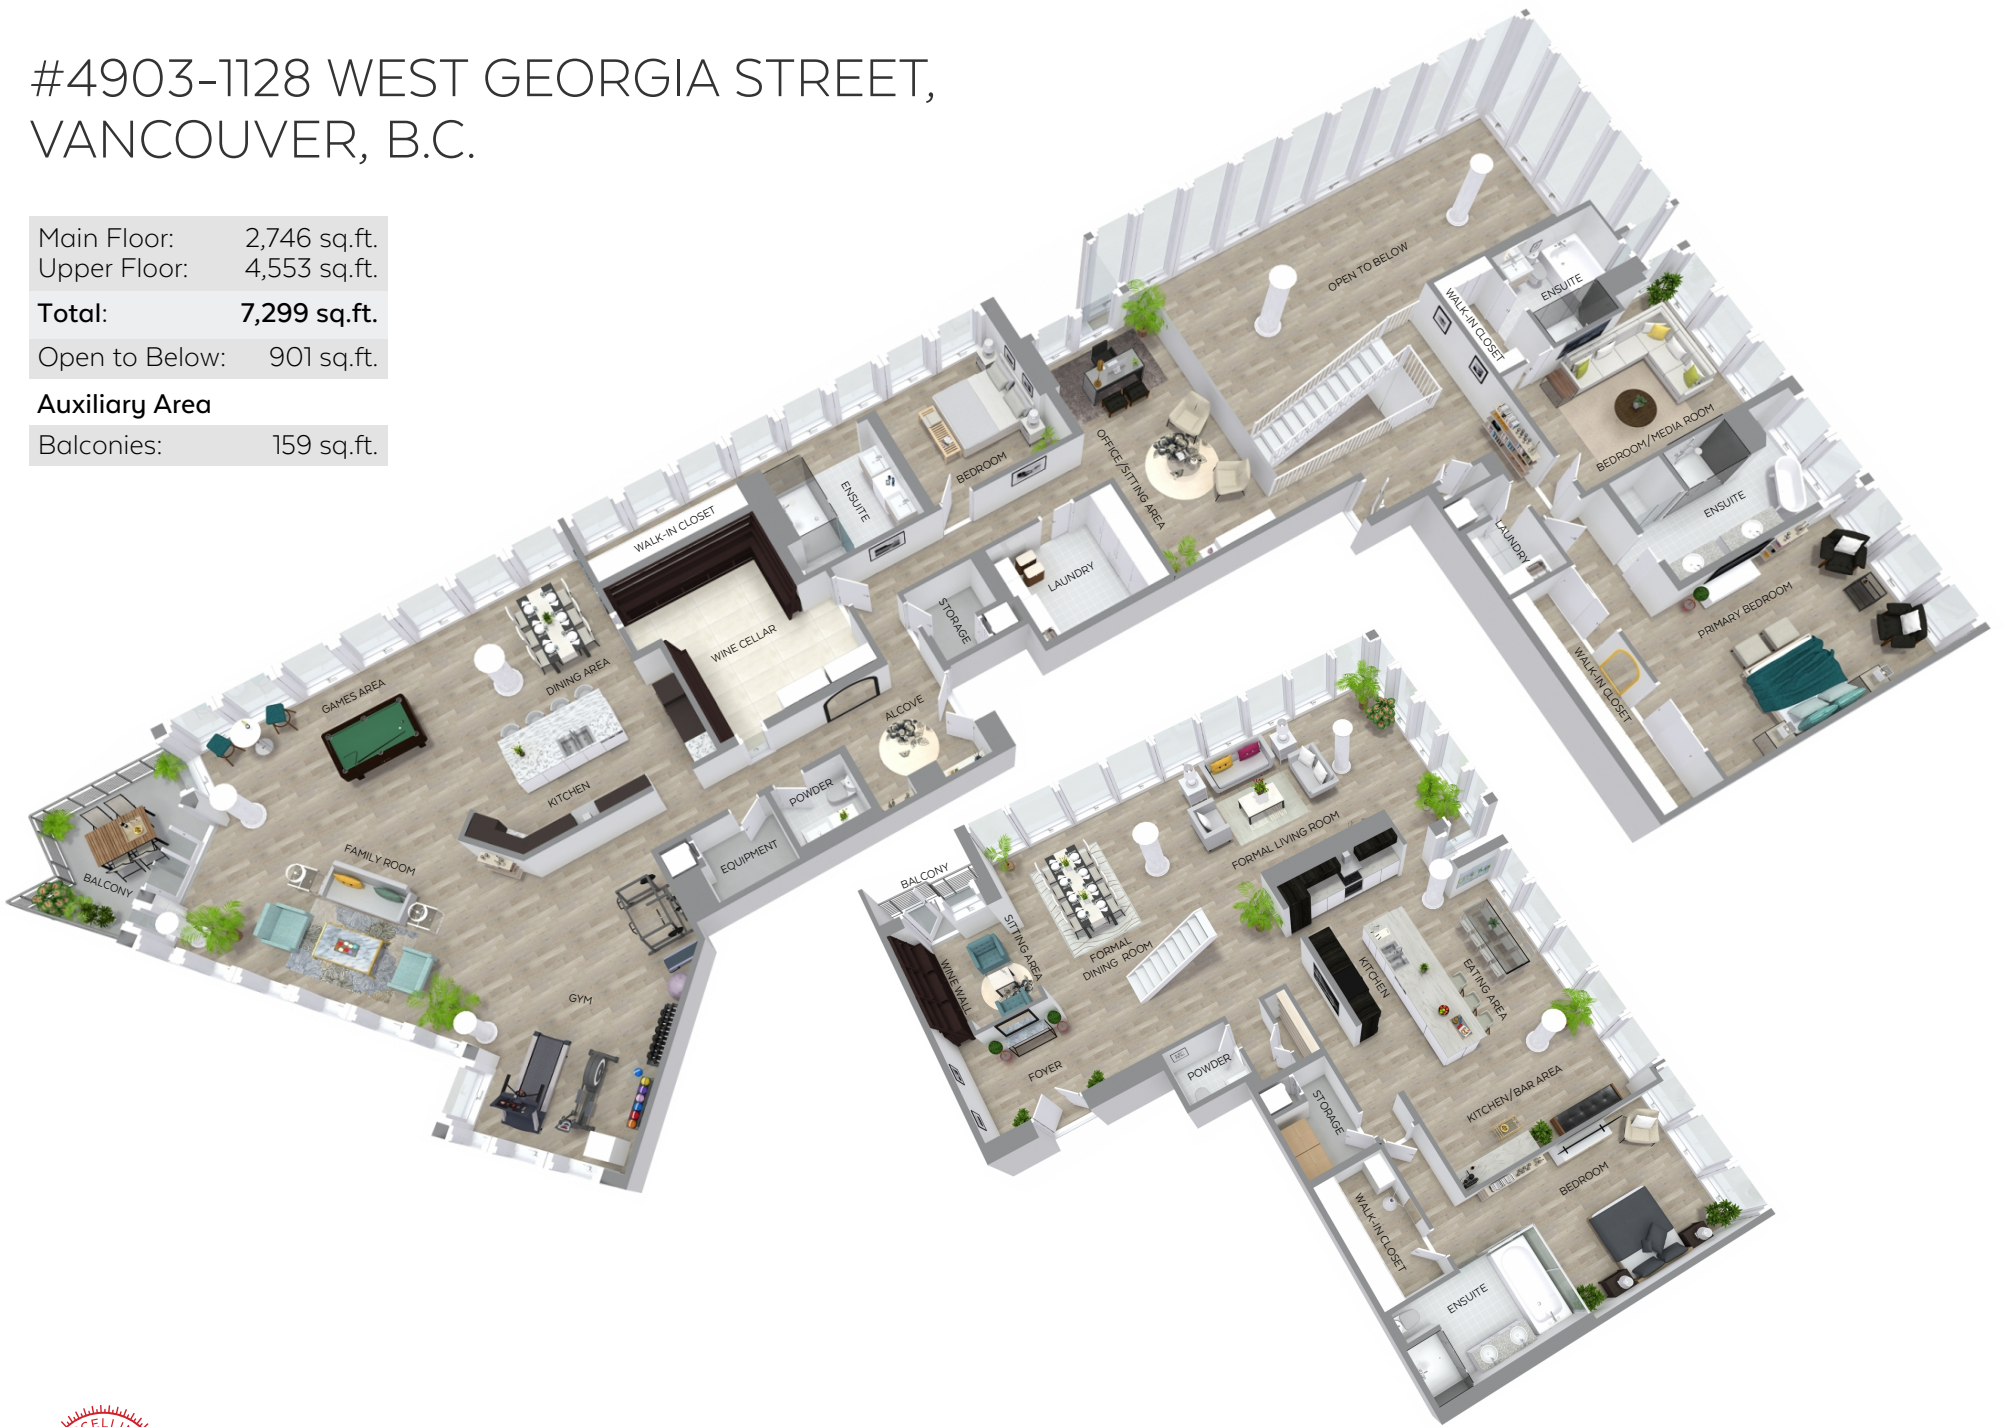 #4903-1128 WEST GEORGIA STREET,
VANCOUVER, B.C.
Main Floor: 2,746 sq.ft.
Upper Floor: 4,553 sq.ft.
Total: 7,299 sq.ft.
Open to Below: 901 sq.ft.
Auxiliary Area
Balconies: 159 sq.ft.
OPEN TO BELOW
ENSUITE
WALK-IN CLOSET
BEDROOM/MEDIA ROOM
ENSUITE
LAUNDRY
PRIMARY BEDROOM
WALK-IN CLOSET
OFFICE/SITTING AREA
BEDROOM
ENSUITE
WALK-IN CLOSET
LAUNDRY
STORAGE
WINE CELLAR
ALCOVE
DINING AREA
GAMES AREA
KITCHEN
POWDER
EQUIPMENT
FAMILY ROOM
BALCONY
GYM
FORMAL LIVING ROOM
BALCONY
SITTING AREA
FORMAL
DINING ROOM
WINE WALL
KITCHEN
EATING AREA
FOYER
POWDER
KITCHEN/BAR AREA
STORAGE
BEDROOM
WALK-IN CLOSET
ENSUITE